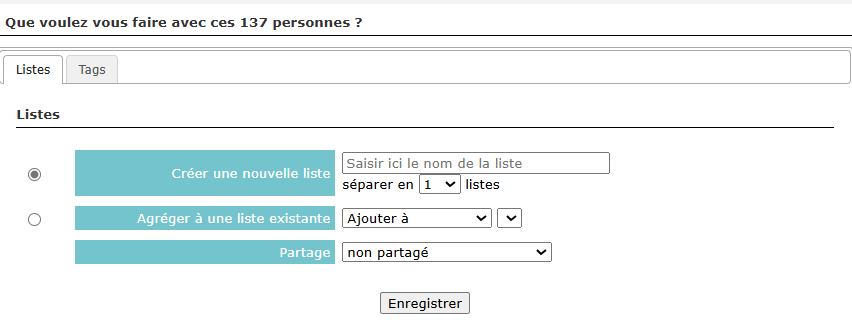 Que voulez vous faire avec ces 137 personnes ?
Listes Tags
Listes
Créer une nouvelle liste Saisir ici le nom de la liste
séparer en 1 listes
Agréger à une liste existante Ajouter à
Partage non partagé
Enregistrer